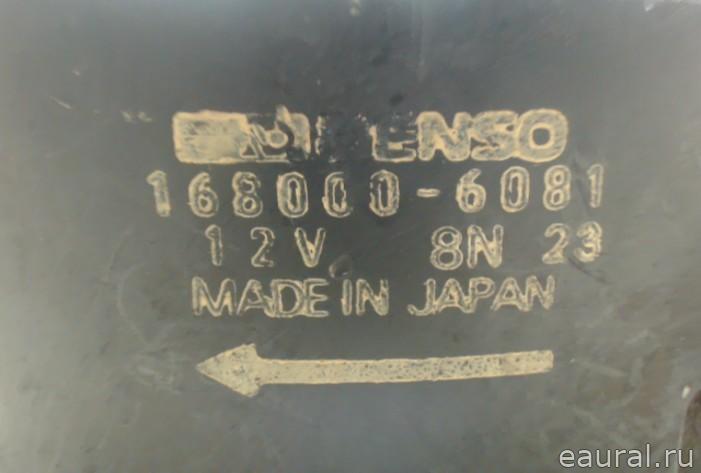 DENSO
168000-6081
12V 8N 23
MADE IN JAPAN
eaural.ru